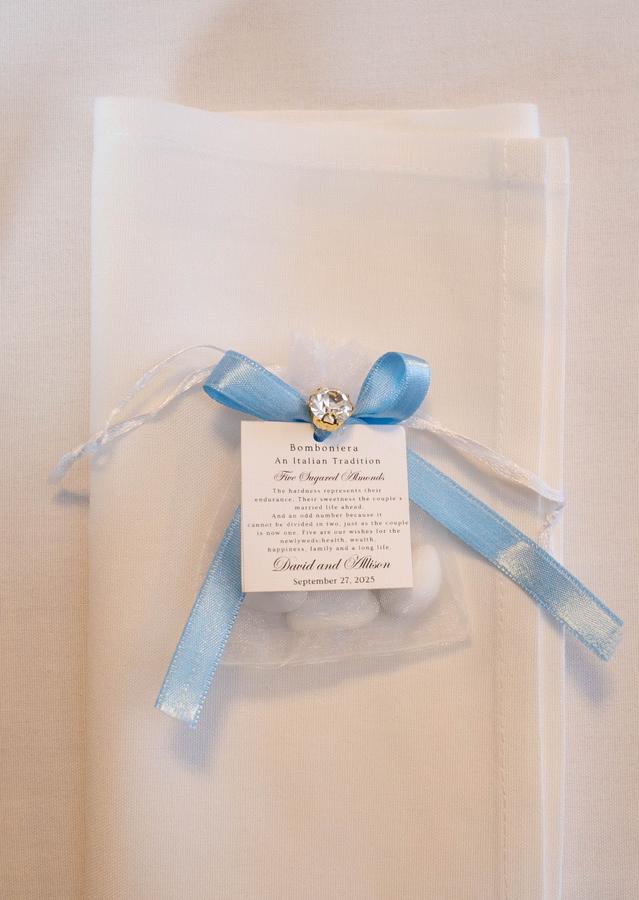 Bomboniera
An Italian Tradition
Five Sugared Almonds
The hardness represents their
endurance. Their sweetness the couple's
married life ahead.
And an odd number because it
cannot be divided in two, just as the couple
is now one. Five are our wishes for the
newlyweds:health, wealth,
happiness, family and a long life.
David and Allison
September 27, 2025